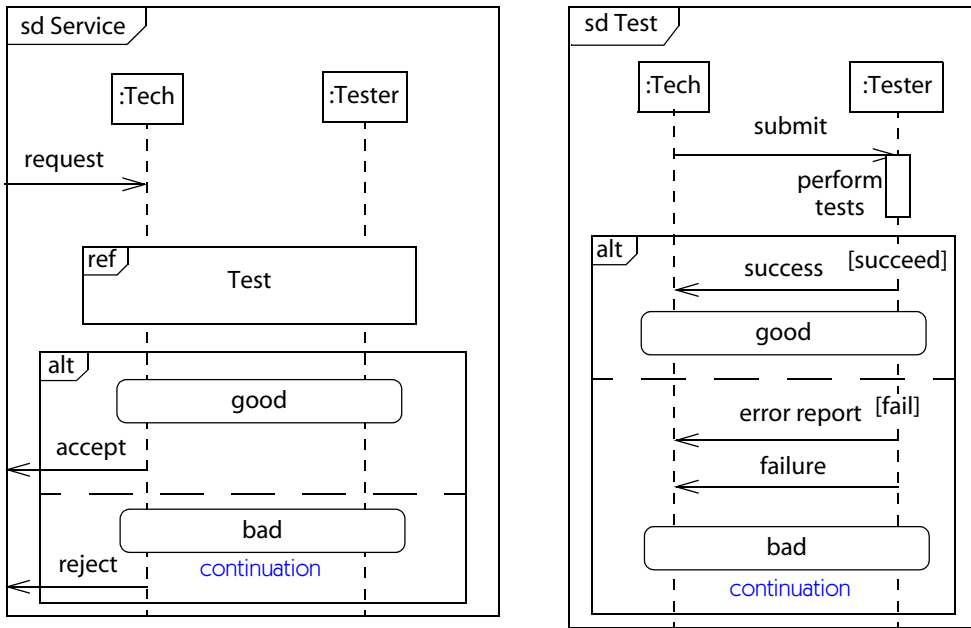 sd Service
:Tech
:Tester
request
ref
Test
alt
good
accept
bad
reject
continuation
sd Test
:Tech
:Tester
submit
perform
tests
alt
[succeed]
success
good
[fail]
error report
failure
bad
continuation